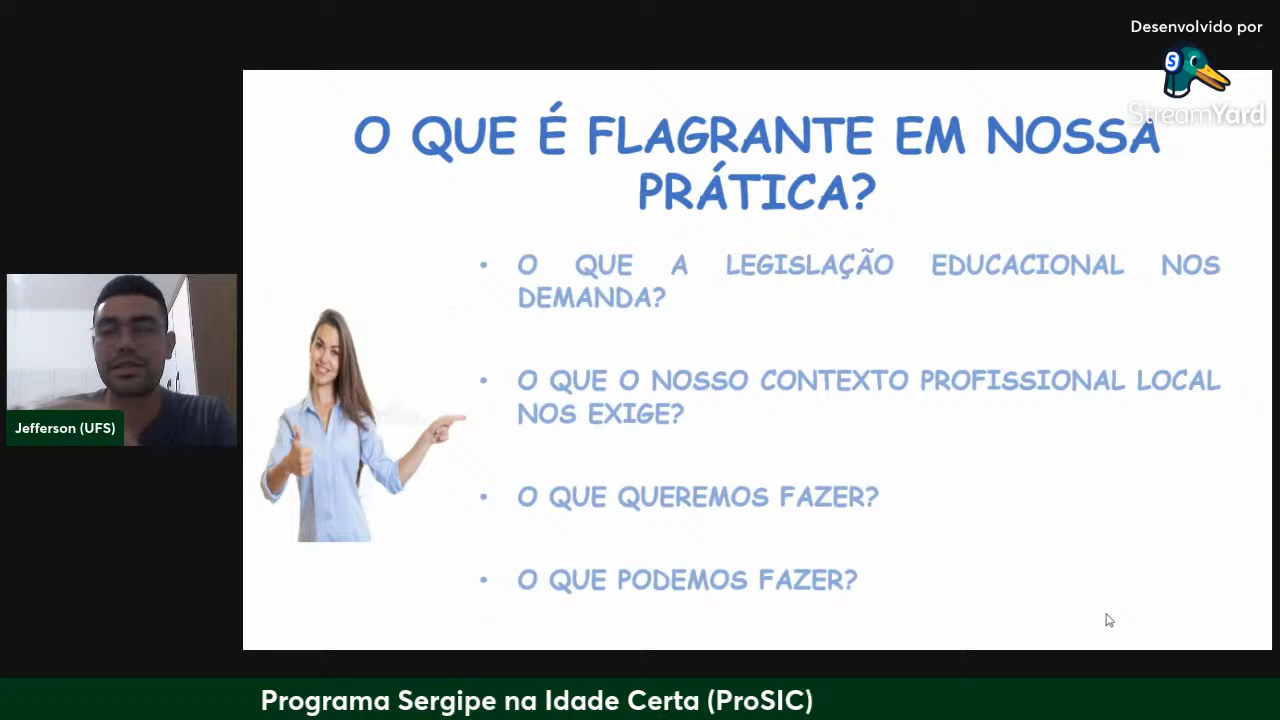 Desenvolvido por
StreamYard
O QUE É FLAGRANTE EM NOSSA
PRÁTICA?
• O QUE A LEGISLAÇÃO EDUCACIONAL NOS
DEMANDA?
• O QUE O NOSSO CONTEXTO PROFISSIONAL LOCAL
NOS EXIGE?
• O QUE QUEREMOS FAZER?
• O QUE PODEMOS FAZER?
Jefferson (UFS)
Programa Sergipe na Idade Certa (ProSIC)